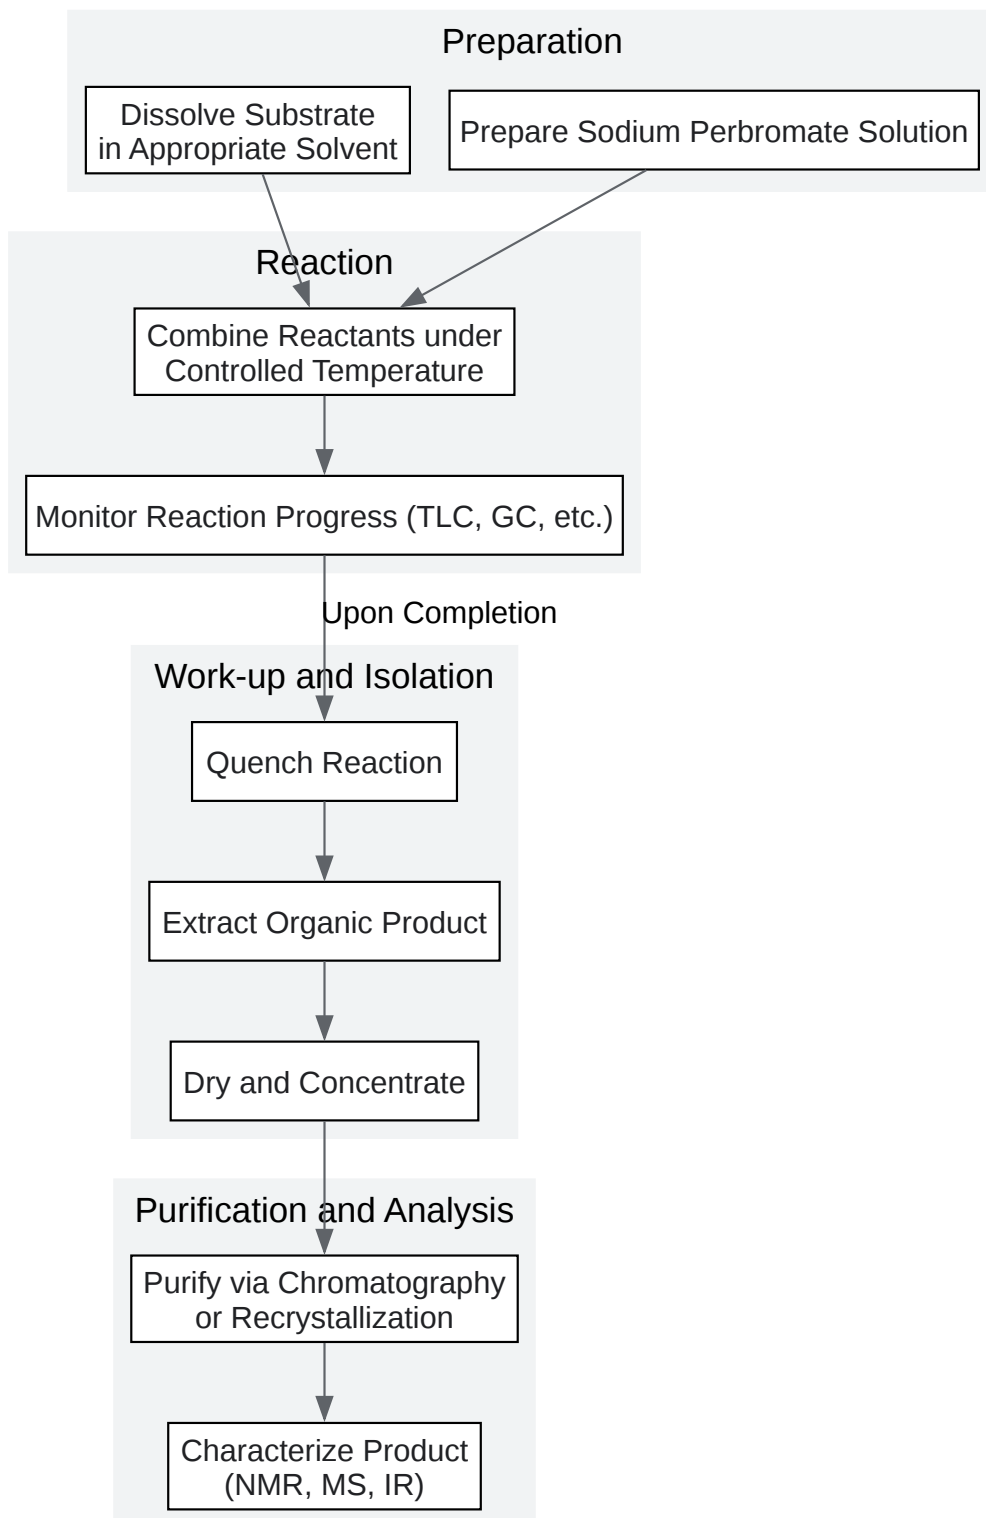 Preparation
Dissolve Substrate
in Appropriate Solvent
Prepare Sodium Perbromate Solution
Reaction
Combine Reactants under
Controlled Temperature
Monitor Reaction Progress (TLC, GC, etc.)
Upon Completion
Work-up and Isolation
Quench Reaction
Extract Organic Product
Dry and Concentrate
Purification and Analysis
Purify via Chromatography
or Recrystallization
Characterize Product
(NMR, MS, IR)